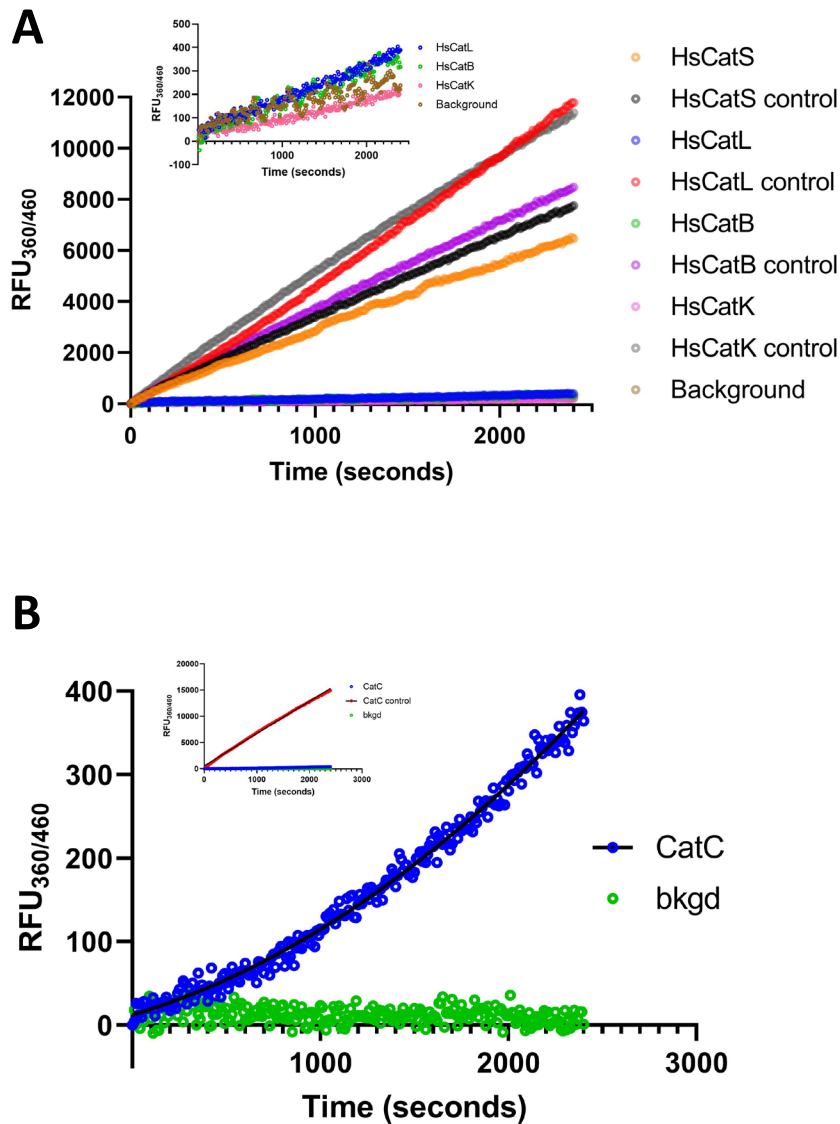 A
HsCatL
HsCatB
HsCatK
Background
500
400
300
200
100
0
-100
1000
2000
RFU360/460
Time (seconds)
12000
10000
8000
6000
4000
2000
0
0
1000
2000
RFU360/460
Time (seconds)
HsCatS
HsCatS control
HsCatL
HsCatL control
HsCatB
HsCatB control
HsCatK
HsCatK control
Background
B
20000
15000
10000
5000
0
0
1000
2000
3000
RFU360/460
Time (seconds)
CatC
CatC control
bkgd
400
300
200
100
0
1000
2000
3000
RFU360/460
Time (seconds)
CatC
bkgd